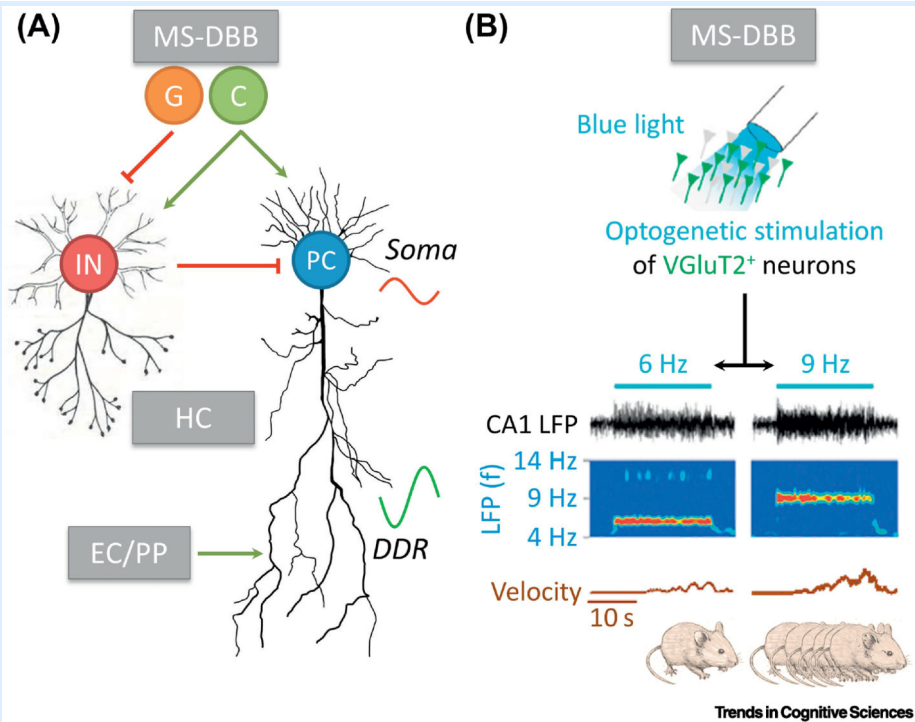 (A)
MS-DBB
G
C
IN
PC
Soma
HC
EC/PP
DDR
(B)
MS-DBB
Blue light
Optogenetic stimulation
of VGluT2⁺ neurons
6 Hz
9 Hz
CA1 LFP
LFP (f)
14 Hz
9 Hz
4 Hz
Velocity
10 s
Trends in Cognitive Sciences